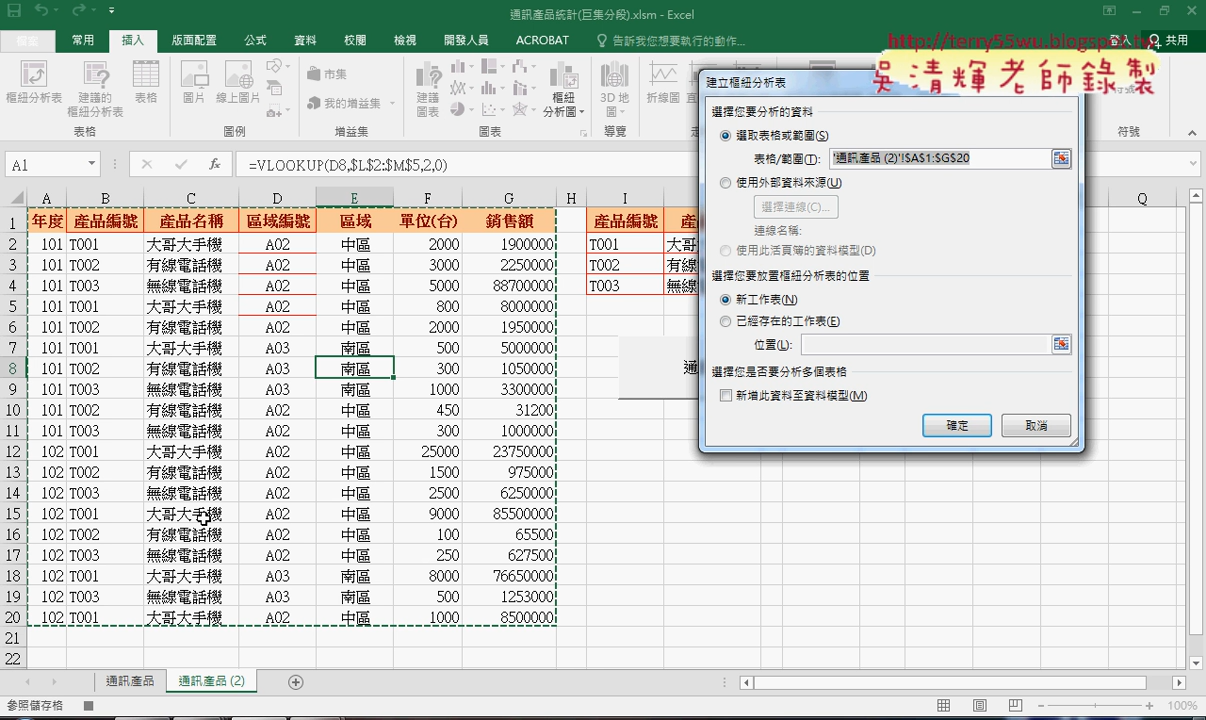 通訊產品統計(巨集分段).xlsm - Excel
常用 插入 版面配置 公式 資料 校閱 檢視 開發人員 ACROBAT 告訴我您想要執行的動作... 登入 共用
http://terry55wu.blogspot.tw
吳清輝老師錄製
樞紐分析表 建議的樞紐分析表 表格 圖片 線上圖片 市集 我的增益集 建議圖表 樞紐分析圖 3D 地圖 折線圖
表格 圖例 增益集 圖表 導覽 符號
A1 =VLOOKUP(D8,$L$2:$M$5,2,0)
A B C D E F G H I Q
1 年度 產品編號 產品名稱 區域編號 區域 單位(台) 銷售額 產品編號
2 101 T001 大哥大手機 A02 中區 2000 1900000 T001 大哥
3 101 T002 有線電話機 A02 中區 3000 2250000 T002 有線
4 101 T003 無線電話機 A02 中區 5000 88700000 T003 無線
5 101 T001 大哥大手機 A02 中區 800 8000000
6 101 T002 有線電話機 A02 中區 2000 1950000
7 101 T001 大哥大手機 A03 南區 500 5000000
8 101 T002 有線電話機 A03 南區 300 1050000 通
9 101 T003 無線電話機 A03 南區 1000 3300000
10 101 T002 有線電話機 A02 中區 450 31200
11 101 T003 無線電話機 A02 中區 300 1000000
12 102 T001 大哥大手機 A02 中區 25000 23750000
13 102 T002 有線電話機 A02 中區 1500 975000
14 102 T003 無線電話機 A02 中區 2500 6250000
15 102 T001 大哥大手機 A02 中區 9000 85500000
16 102 T002 有線電話機 A02 中區 100 65500
17 102 T003 無線電話機 A02 中區 250 627500
18 102 T001 大哥大手機 A03 南區 8000 76650000
19 102 T003 無線電話機 A03 南區 500 1253000
20 102 T001 大哥大手機 A02 中區 1000 8500000
21
22
建立樞紐分析表
選擇您要分析的資料
選取表格或範圍(S)
表格/範圍(T): '通訊產品 (2)'!$A$1:$G$20
使用外部資料來源(U)
選擇連線(C)...
連線名稱:
使用此活頁簿的資料模型(D)
選擇您要放置樞紐分析表的位置
新工作表(N)
已經存在的工作表(E)
位置(L):
選擇您是否要分析多個表格
新增此資料至資料模型(M)
確定 取消
通訊產品 通訊產品 (2)
參照儲存格 100%